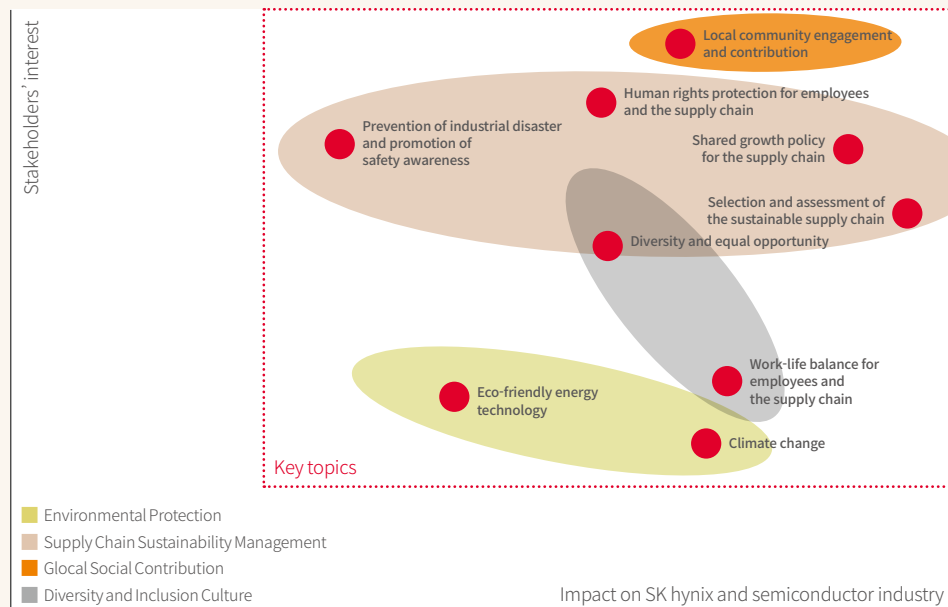 Stakeholders' interest
Local community engagement
and contribution
Human rights protection for employees
and the supply chain
Prevention of industrial disaster
and promotion of
safety awareness
Shared growth policy
for the supply chain
Selection and assessment of
the sustainable supply chain
Diversity and equal opportunity
Work-life balance for
employees and
the supply chain
Eco-friendly energy
technology
Climate change
Key topics
Environmental Protection
Supply Chain Sustainability Management
Glocal Social Contribution
Diversity and Inclusion Culture
Impact on SK hynix and semiconductor industry